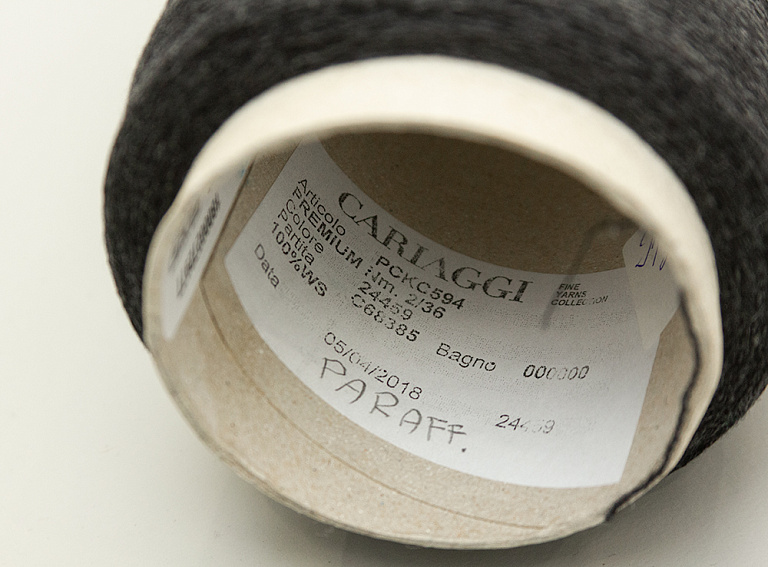 CARIAGGI
FINE
YARNS
COLLECTION
Articolo PCKC594
PREMIUM Nm. 2/36
Colore 24459
Partita C68385 Bagno 000000
100%WS
Data 05/04/2018
24459
PARAFF.